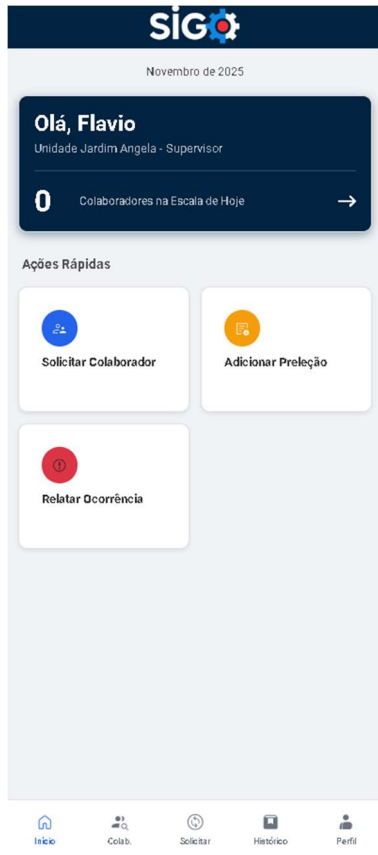 SiGO
Novembro de 2025
Olá, Flavio
Unidade Jardim Angela - Supervisor
0 Colaboradores na Escala de Hoje
Ações Rápidas
Solicitar Colaborador
Adicionar Preleção
Relatar Ocorrência
Início Colab. Solicitar Histórico Perfil